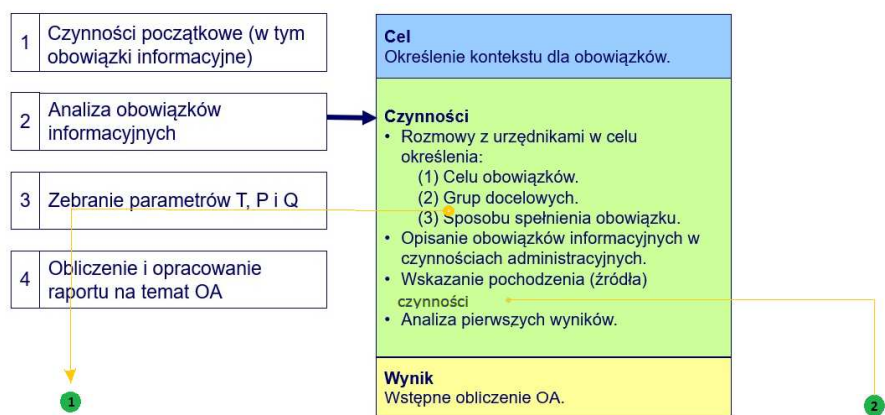 1
Czynności początkowe (w tym
obowiązki informacyjne)
2
Analiza obowiązków
informacyjnych
3
Zebranie parametrów T, P i Q
4
Obliczenie i opracowanie
raportu na temat OA
1
Cel
Określenie kontekstu dla obowiązków.
Czynności
• Rozmowy z urzędnikami w celu
określenia:
(1) Celu obowiązków.
(2) Grup docelowych.
(3) Sposobu spełnienia obowiązku.
• Opisanie obowiązków informacyjnych w
czynnościach administracyjnych.
• Wskazanie pochodzenia (źródła)
czynności
• Analiza pierwszych wyników.
Wynik
Wstępne obliczenie OA.
2